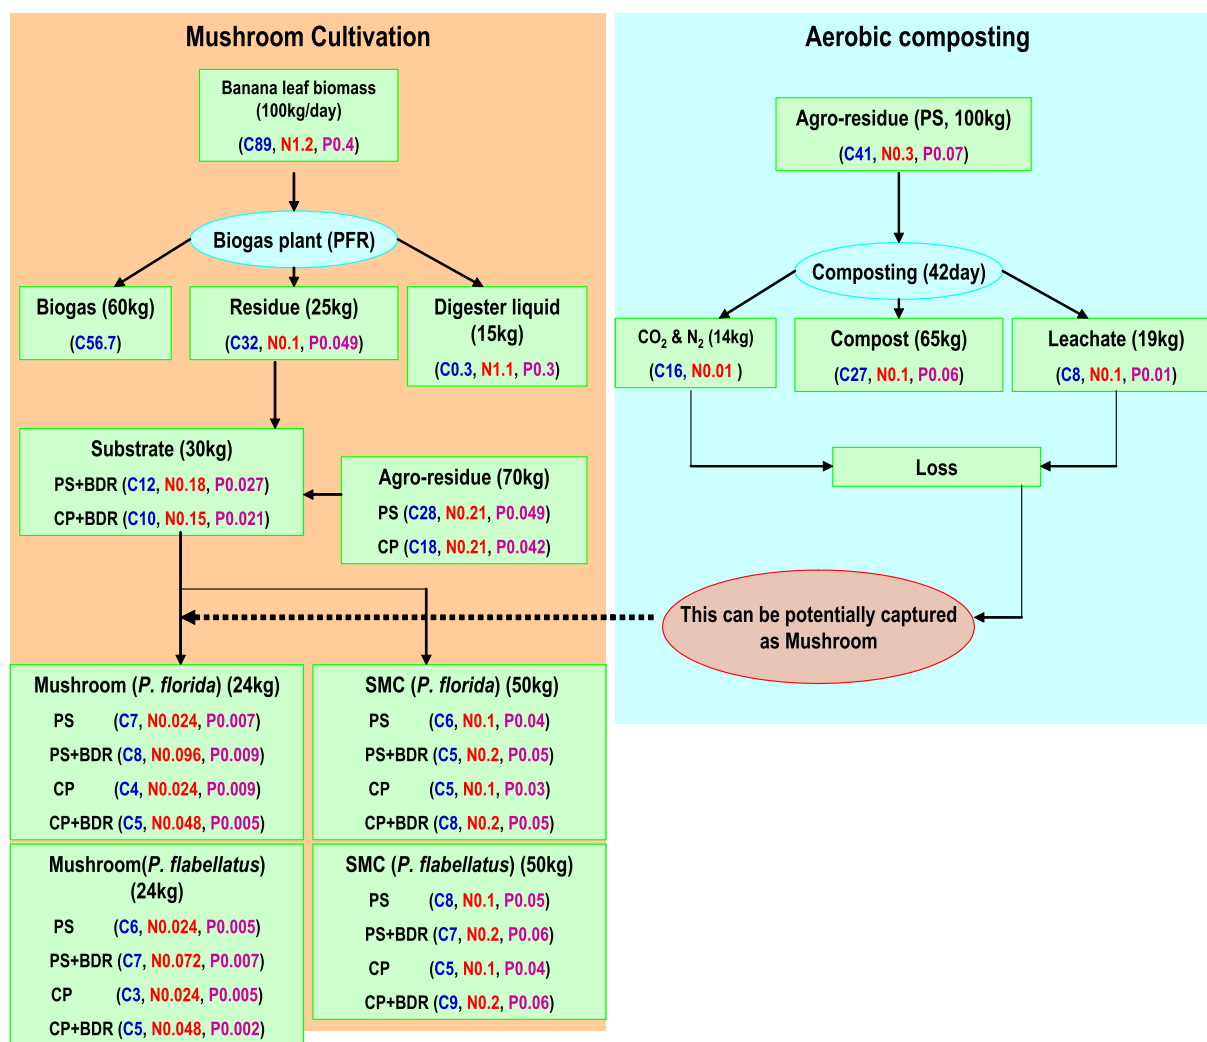 Mushroom Cultivation
Banana leaf biomass
(100kg/day)
(C89, N1.2, P0.4)
Biogas plant (PFR)
Biogas (60kg)
(C56.7)
Residue (25kg)
(C32, N0.1, P0.049)
Digester liquid
(15kg)
(C0.3, N1.1, P0.3)
Substrate (30kg)
PS+BDR (C12, N0.18, P0.027)
CP+BDR (C10, N0.15, P0.021)
Agro-residue (70kg)
PS (C28, N0.21, P0.049)
CP (C18, N0.21, P0.042)
Mushroom (P. florida) (24kg)
PS (C7, N0.024, P0.007)
PS+BDR (C8, N0.096, P0.009)
CP (C4, N0.024, P0.009)
CP+BDR (C5, N0.048, P0.005)
SMC (P. florida) (50kg)
PS (C6, N0.1, P0.04)
PS+BDR (C5, N0.2, P0.05)
CP (C5, N0.1, P0.03)
CP+BDR (C8, N0.2, P0.05)
Mushroom(P. flabellatus)
(24kg)
PS (C6, N0.024, P0.005)
PS+BDR (C7, N0.072, P0.007)
CP (C3, N0.024, P0.005)
CP+BDR (C5, N0.048, P0.002)
SMC (P. flabellatus) (50kg)
PS (C8, N0.1, P0.05)
PS+BDR (C7, N0.2, P0.06)
CP (C5, N0.1, P0.04)
CP+BDR (C9, N0.2, P0.06)
Aerobic composting
Agro-residue (PS, 100kg)
(C41, N0.3, P0.07)
Composting (42day)
CO2 & N2 (14kg)
(C16, N0.01 )
Compost (65kg)
(C27, N0.1, P0.06)
Leachate (19kg)
(C8, N0.1, P0.01)
Loss
This can be potentially captured
as Mushroom